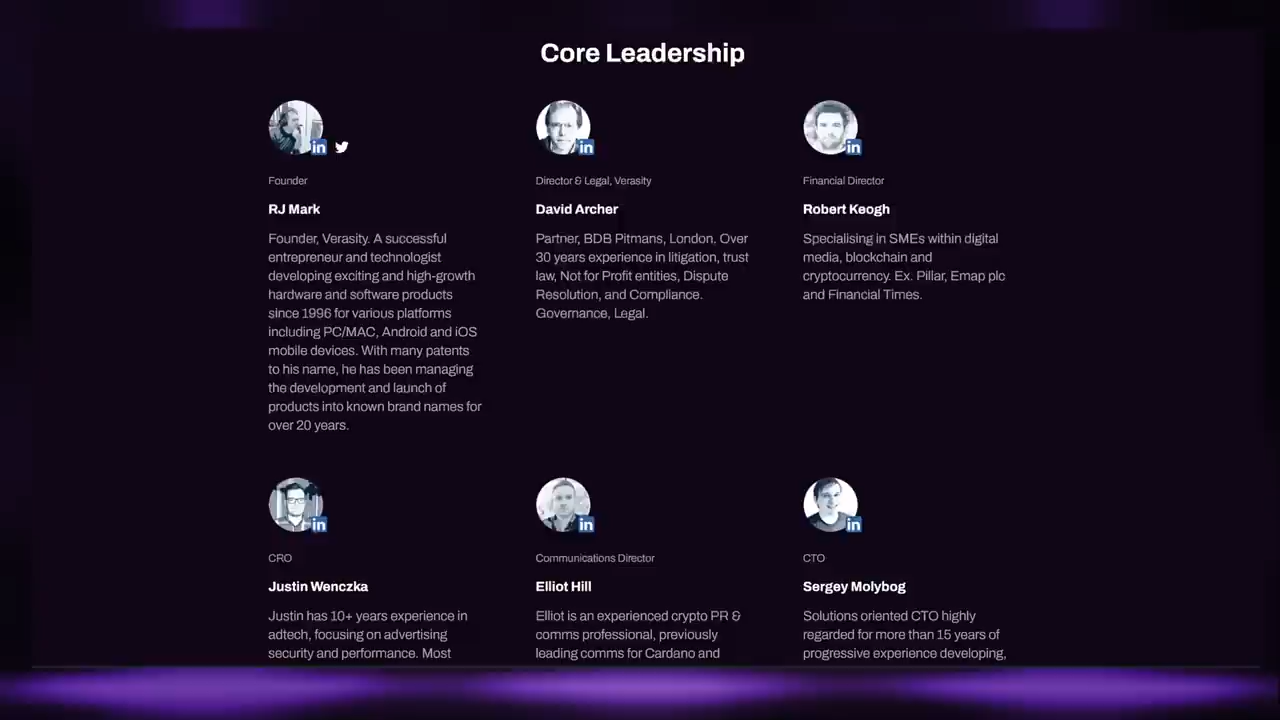 Core Leadership
in
Founder
RJ Mark
Founder, Verasity. A successful
entrepreneur and technologist
developing exciting and high-growth
hardware and software products
since 1996 for various platforms
including PC/MAC, Android and iOS
mobile devices. With many patents
to his name, he has been managing
the development and launch of
products into known brand names for
over 20 years.
in
Director & Legal, Verasity
David Archer
Partner, BDB Pitmans, London. Over
30 years experience in litigation, trust
law, Not for Profit entities, Dispute
Resolution, and Compliance.
Governance, Legal.
in
Financial Director
Robert Keogh
Specialising in SMEs within digital
media, blockchain and
cryptocurrency. Ex. Pillar, Emap plc
and Financial Times.
in
CRO
Justin Wenczka
Justin has 10+ years experience in
adtech, focusing on advertising
security and performance. Most
in
Communications Director
Elliot Hill
Elliot is an experienced crypto PR &
comms professional, previously
leading comms for Cardano and
in
CTO
Sergey Molybog
Solutions oriented CTO highly
regarded for more than 15 years of
progressive experience developing,